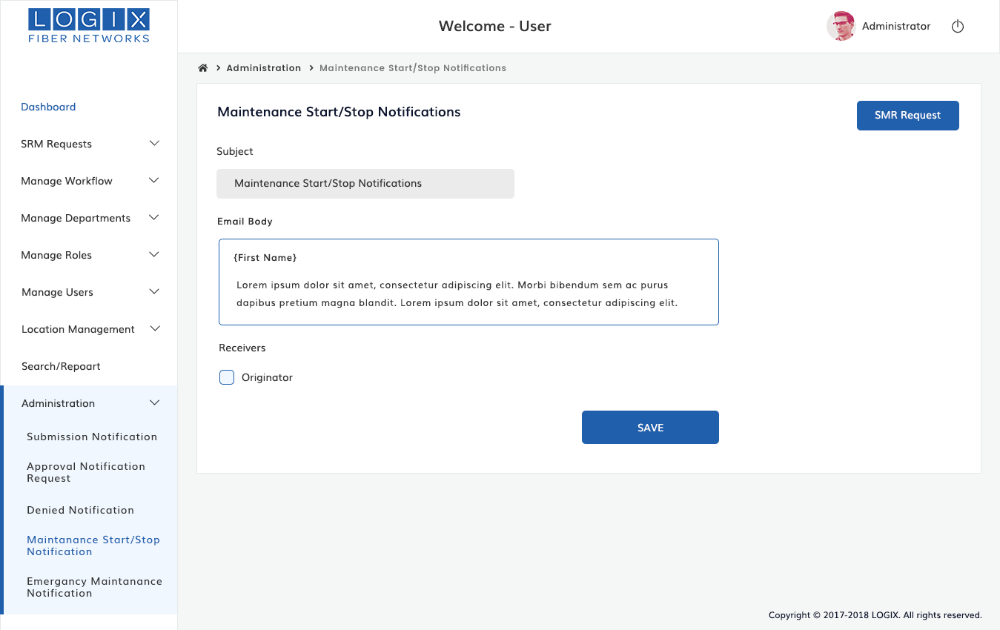 LOGIX
FIBER NETWORKS
Welcome - User
Administrator
Administration
Maintenance Start/Stop Notifications
Dashboard
SRM Requests
Manage Workflow
Manage Departments
Manage Roles
Manage Users
Location Management
Search/Repoart
Administration
Submission Notification
Approval Notification
Request
Denied Notification
Maintanance Start/Stop
Notification
Emergancy Maintanance
Notification
Maintenance Start/Stop Notifications
SMR Request
Subject
Maintenance Start/Stop Notifications
Email Body
{First Name}
Lorem ipsum dolor sit amet, consectetur adipiscing elit. Morbi bibendum sem ac purus
dapibus pretium magna blandit. Lorem ipsum dolor sit amet, consectetur adipiscing elit.
Receivers
Originator
SAVE
Copyright © 2017-2018 LOGIX. All rights reserved.